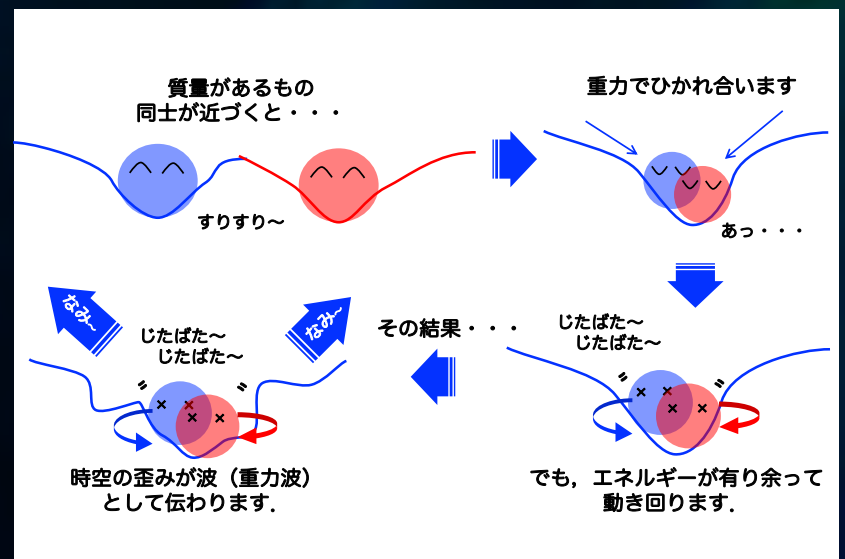 質量があるもの
同士が近づくと・・・
すりすり～
重力でひかれ合います
あっ・・・
じたばた～
じたばた～
でも，エネルギーが有り余って
動き回ります．
その結果・・・
なみ～
なみ～
じたばた～
じたばた～
時空の歪みが波（重力波）
として伝わります．